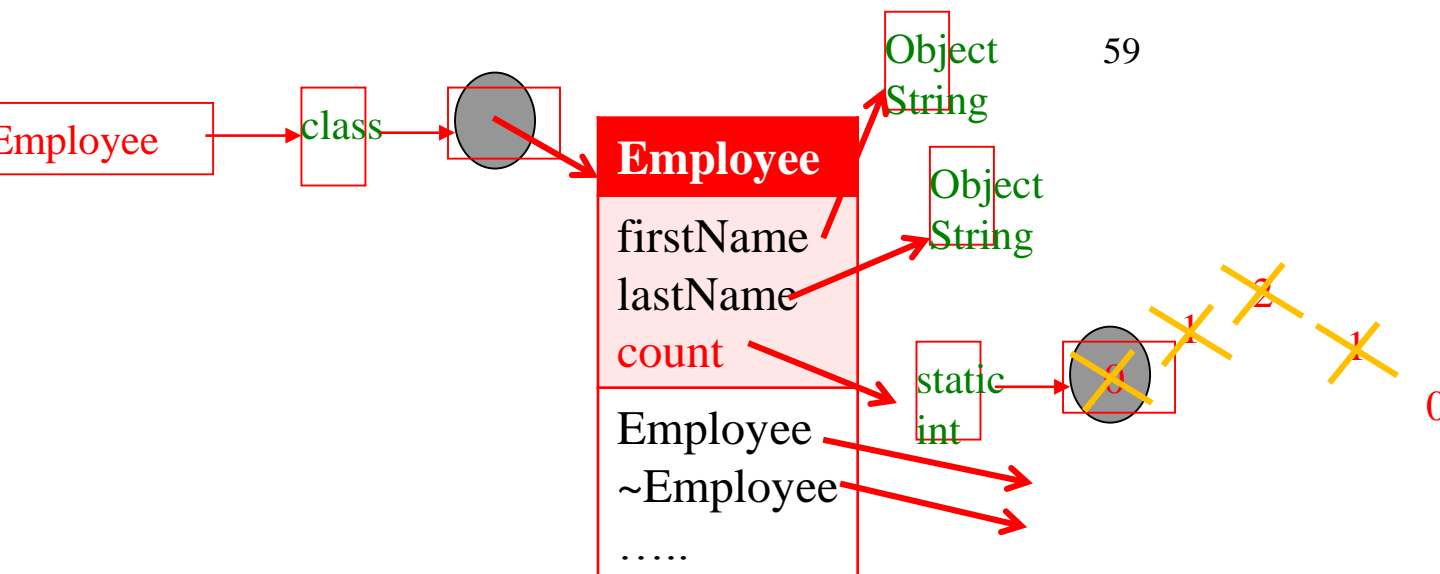 59
Employee
class
Employee
firstName
lastName
count
Employee
~Employee
…..
Object
String
Object
String
static
int
0
1
2
1
0